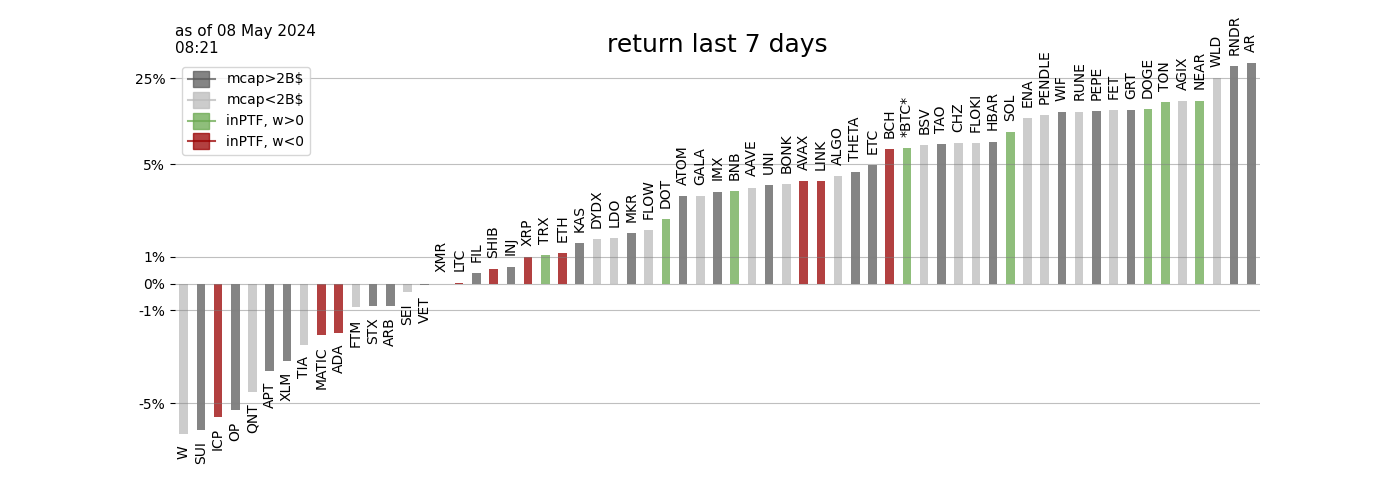 as of 08 May 2024
08:21
return last 7 days
mcap>2B$
mcap<2B$
inPTF, w>0
inPTF, w<0
25%
5%
1%
0%
-1%
-5%
W
SUI
ICP
OP
QNT
APT
XLM
TIA
MATIC
ADA
FTM
STX
ARB
SEI
VET
XMR
LTC
FIL
SHIB
INJ
XRP
TRX
ETH
KAS
DYDX
LDO
MKR
FLOW
DOT
ATOM
GALA
IMX
BNB
AAVE
UNI
BONK
AVAX
LINK
ALGO
THETA
ETC
BCH
*BTC*
BSV
TAO
CHZ
FLOKI
HBAR
SOL
ENA
PENDLE
WIF
RUNE
PEPE
FET
GRT
DOGE
TON
AGIX
NEAR
WLD
RNDR
AR